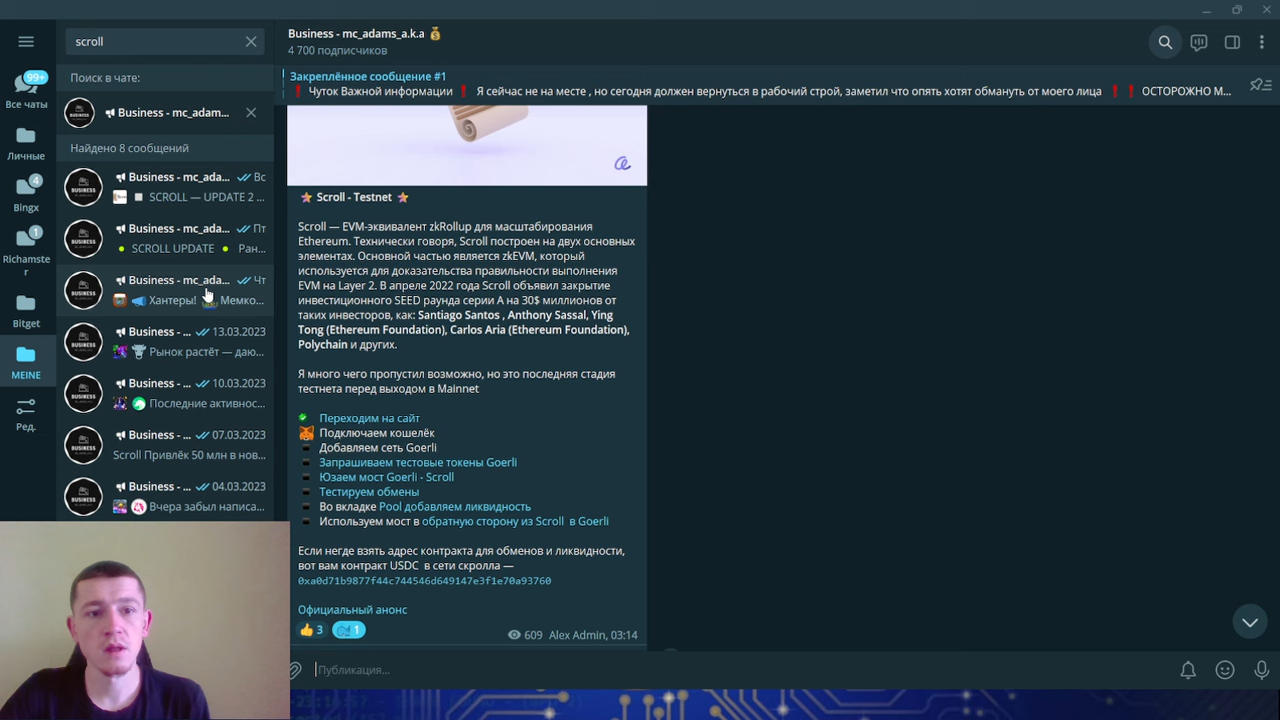 scroll
Поиск в чате:
Business - mc_adam...
Найдено 8 сообщений
Business - mc_ada... Вс
SCROLL — UPDATE 2 ...
Business - mc_ada... Пт
SCROLL UPDATE Ран...
Business - mc_ada... Чт
Хантеры! Мемко...
Business - ... 13.03.2023
Рынок растёт — даю...
Business - ... 10.03.2023
Последние активнос...
Business - ... 07.03.2023
Scroll Привлёк 50 млн в нов...
Business - ... 04.03.2023
Вчера забыл написа...
99+
Все чаты
Личные
4
Bingx
1
Richamste
r
Bitget
MEINE
Ред.
Business - mc_adams_a.k.a
4 700 подписчиков
Закреплённое сообщение #1
❗ Чуток Важной информации ❗ Я сейчас не на месте , но сегодня должен вернуться в рабочий строй, заметил что опять хотят обмануть от моего лица ❗❗ ОСТОРОЖНО М...
Scroll - Testnet
Scroll — EVM-эквивалент zkRollup для масштабирования
Ethereum. Технически говоря, Scroll построен на двух основных
элементах. Основной частью является zkEVM, который
используется для доказательства правильности выполнения
EVM на Layer 2. В апреле 2022 года Scroll объявил закрытие
инвестиционного SEED раунда серии A на 30$ миллионов от
таких инвесторов, как: Santiago Santos , Anthony Sassal, Ying
Tong (Ethereum Foundation), Carlos Aria (Ethereum Foundation),
Polychain и других.
Я много чего пропустил возможно, но это последняя стадия
тестнета перед выходом в Mainnet
Переходим на сайт
Подключаем кошелёк
Добавляем сеть Goerli
Запрашиваем тестовые токены Goerli
Юзаем мост Goerli - Scroll
Тестируем обмены
Во вкладке Pool добавляем ликвидность
Используем мост в обратную сторону из Scroll в Goerli
Если негде взять адрес контракта для обменов и ликвидности,
вот вам контракт USDC в сети скролла —
0xa0d71b9877f44c744546d649147e3f1e70a93760
Официальный анонс
3 1
609 Alex Admin, 03:14
Публикация...